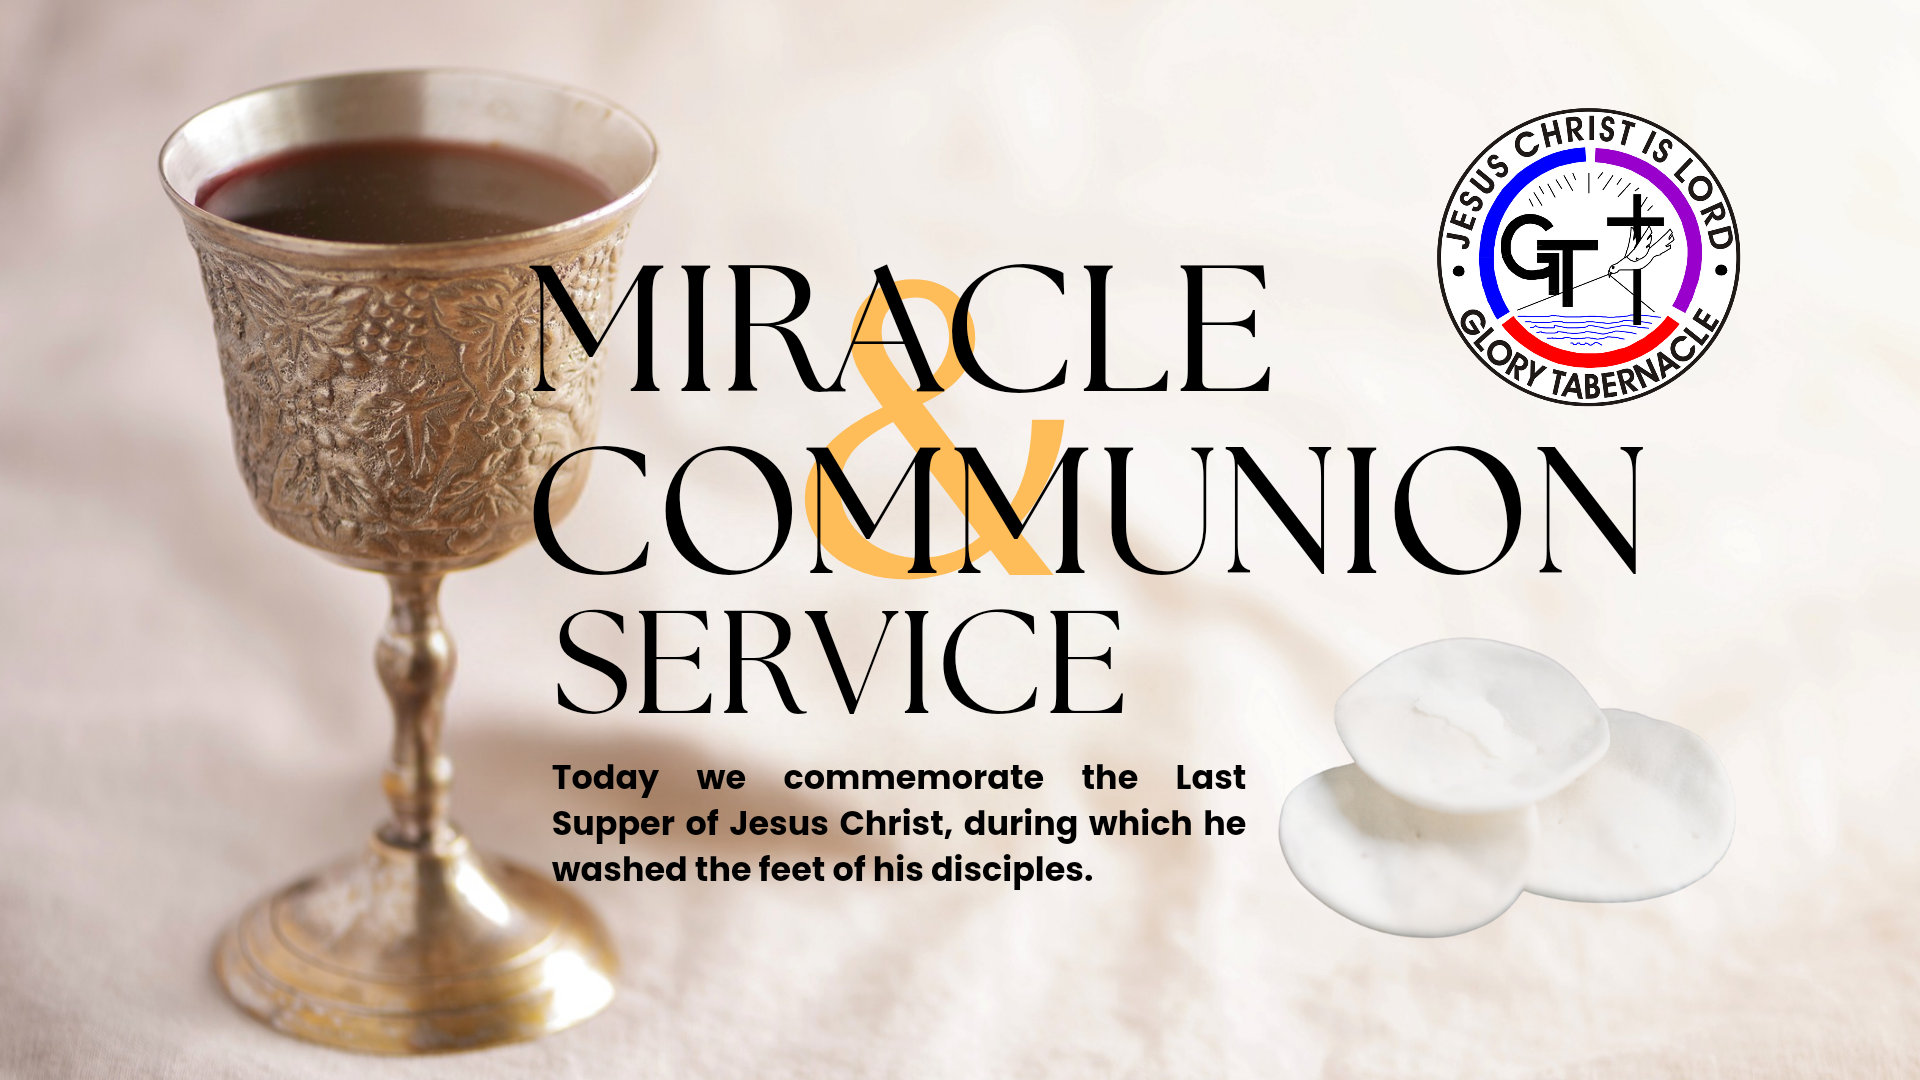 MIRACLE
&
COMMUNION
SERVICE
Today we commemorate the Last
Supper of Jesus Christ, during which he
washed the feet of his disciples.
• JESUS CHRIST IS LORD •
GT
GLORY TABERNACLE